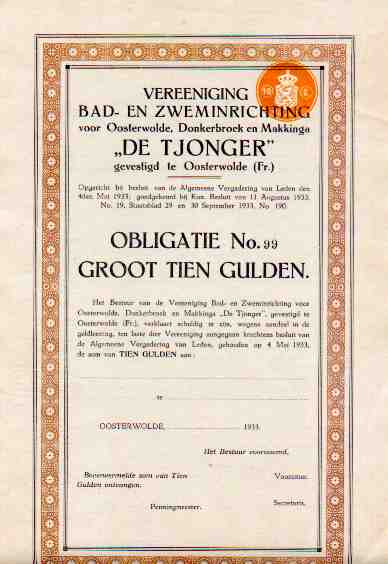 VEREENIGING
BAD- EN ZWEMINRICHTING
voor Oosterwolde, Donkerbroek en Makkinga
„DE TJONGER”
gevestigd te Oosterwolde (Fr.)
Opgericht bij besluit van de Algemeene Vergadering van Leden den
4den Mei 1933; goedgekeurd bij Kon. Besluit van 11 Augustus 1933,
No. 19, Staatsblad 29 en 30 September 1933, No 190.
OBLIGATIE No. 99
GROOT TIEN GULDEN.
Het Bestuur van de Vereeniging Bad- en Zweminrichting voor
Oosterwolde, Donkerbroek en Makkinga „De Tjonger”, gevestigd te
Oosterwolde (Fr.), verklaart schuldig te zijn, wegens aandeel in de
geldleening, ten laste dier Vereeniging aangegaan krachtens besluit van
de Algemeene Vergadering van Leden, gehouden op 4 Mei 1933,
de som van TIEN GULDEN aan:
te
OOSTERWOLDE, 1933.
Het Bestuur voornoemd,
Bovenvermelde som van Tien Voorzitter.
Gulden ontvangen.
Secretaris.
Penningmeester.